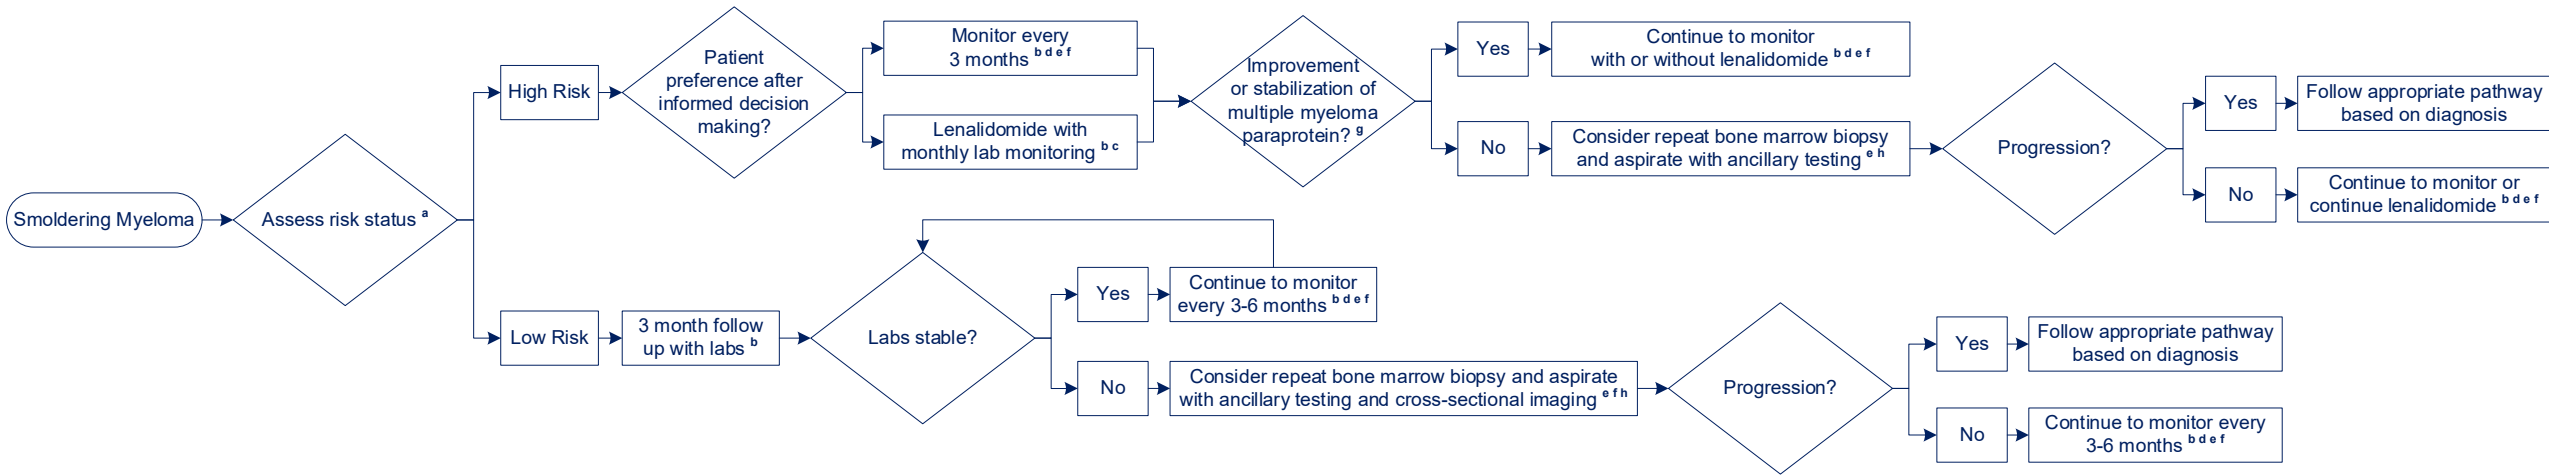 Smoldering Myeloma
Assess risk status a
High Risk
Patient
preference after
informed decision
making?
Monitor every
3 months b d e f
Lenalidomide with
monthly lab monitoring b c
Improvement
or stabilization of
multiple myeloma
paraprotein? g
Yes
Continue to monitor
with or without lenalidomide b d e f
No
Consider repeat bone marrow biopsy
and aspirate with ancillary testing e h
Progression?
Yes
Follow appropriate pathway
based on diagnosis
No
Continue to monitor or
continue lenalidomide b d e f
Low Risk
3 month follow
up with labs b
Labs stable?
Yes
Continue to monitor
every 3-6 months b d e f
No
Consider repeat bone marrow biopsy and aspirate
with ancillary testing and cross-sectional imaging e f h
Progression?
Yes
Follow appropriate pathway
based on diagnosis
No
Continue to monitor every
3-6 months b d e f